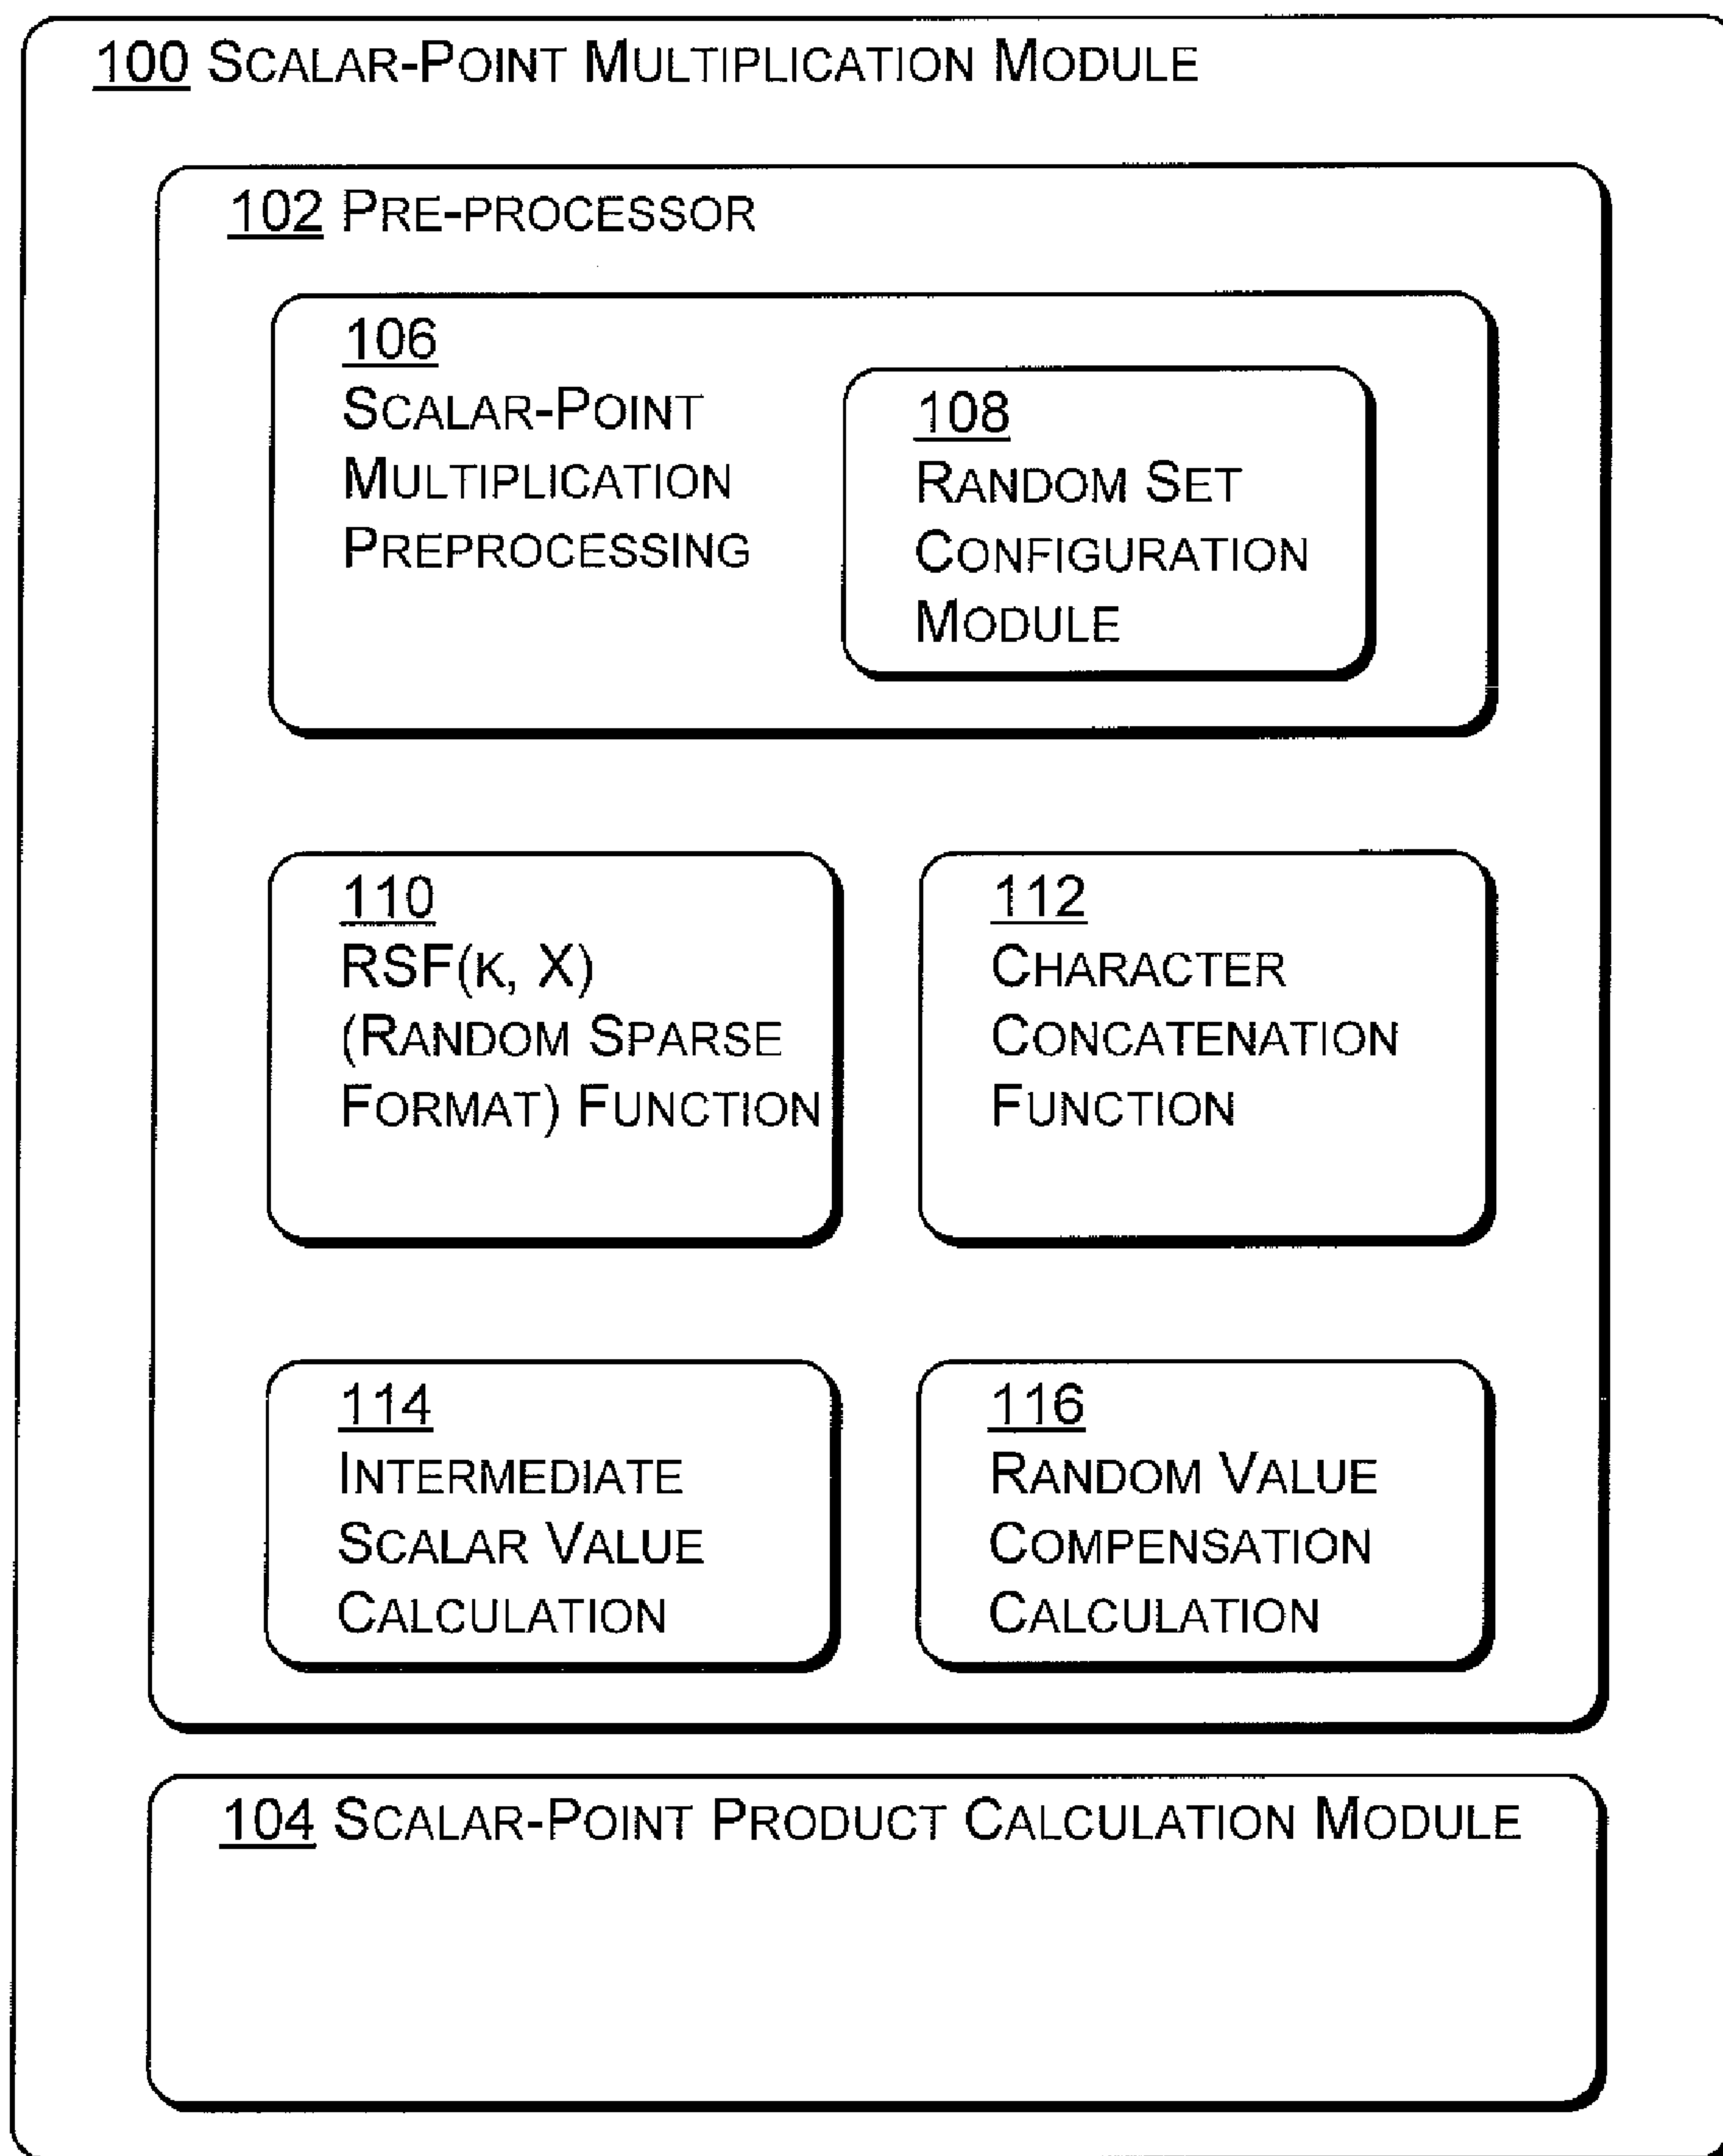 100 SCALAR-POINT MULTIPLICATION MODULE
102 PRE-PROCESSOR
106
SCALAR-POINT
MULTIPLICATION
PREPROCESSING
108
RANDOM SET
CONFIGURATION
MODULE
110
RSF(K, X)
(RANDOM SPARSE
FORMAT) FUNCTION
112
CHARACTER
CONCATENATION
FUNCTION
114
INTERMEDIATE
SCALAR VALUE
CALCULATION
116
RANDOM VALUE
COMPENSATION
CALCULATION
104 SCALAR-POINT PRODUCT CALCULATION MODULE